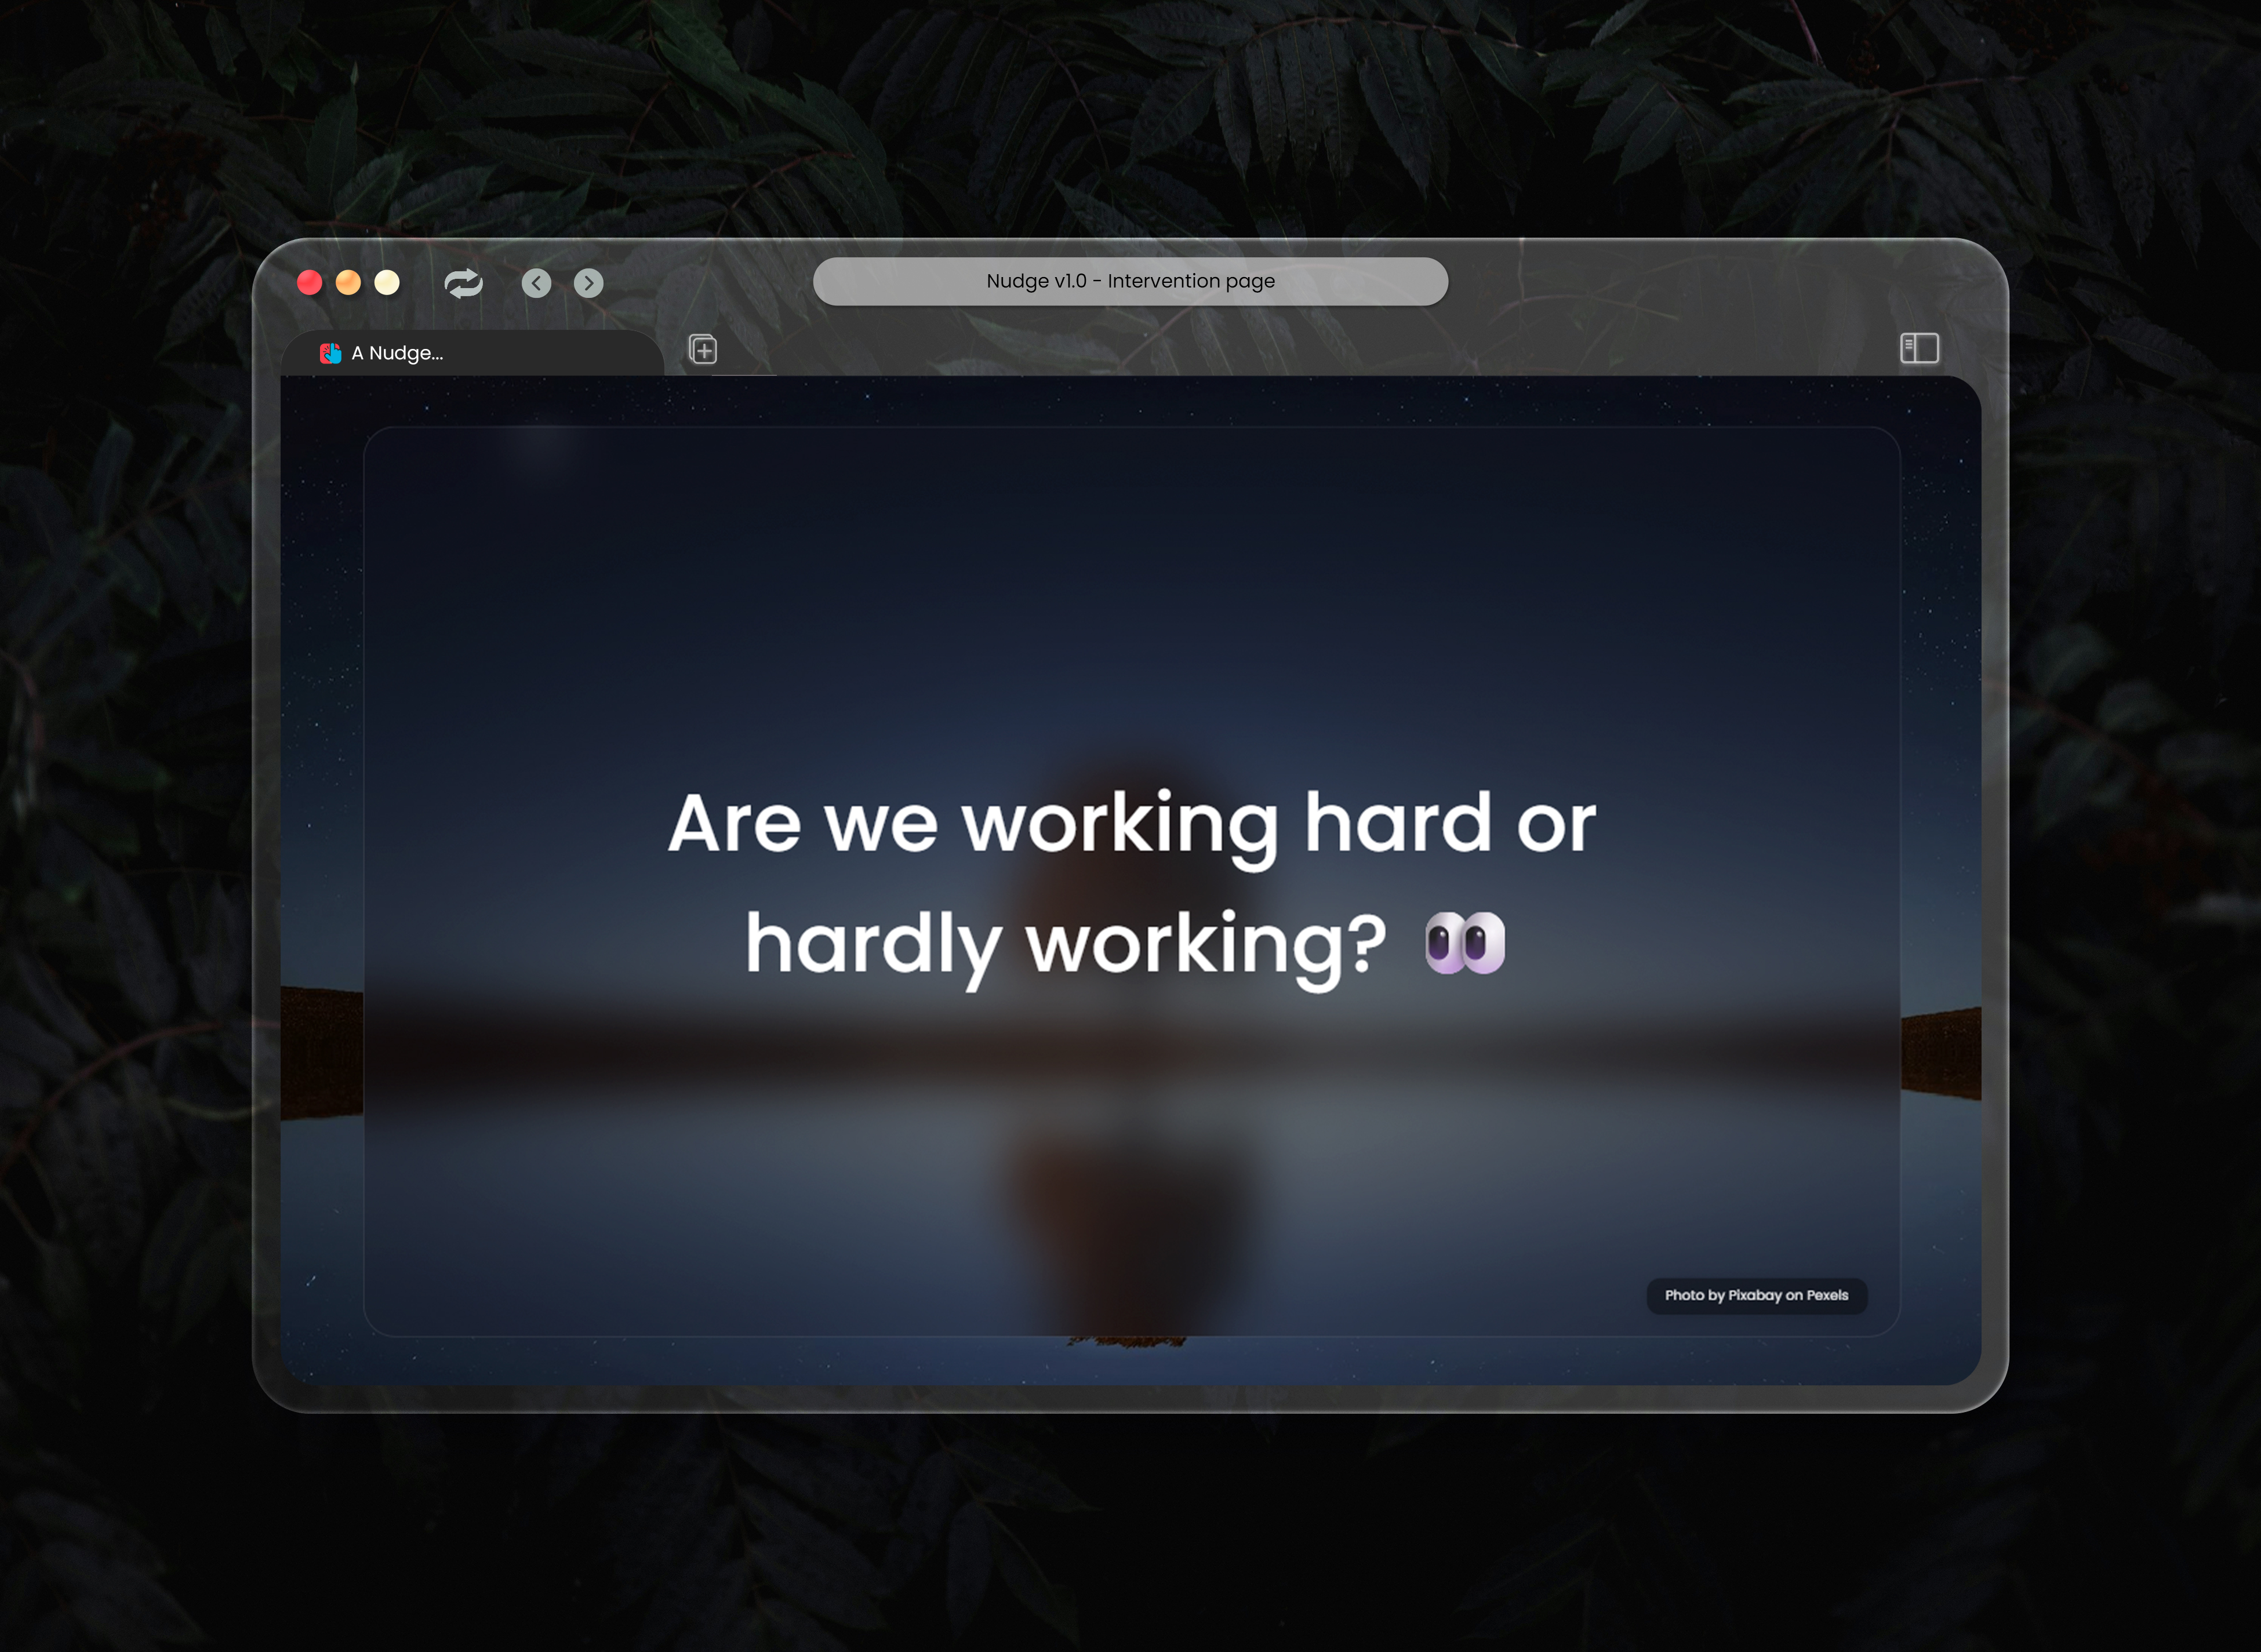 Nudge v1.0 - Intervention page
A Nudge...
Are we working hard or
hardly working? 👀
Photo by Pixabay on Pexels